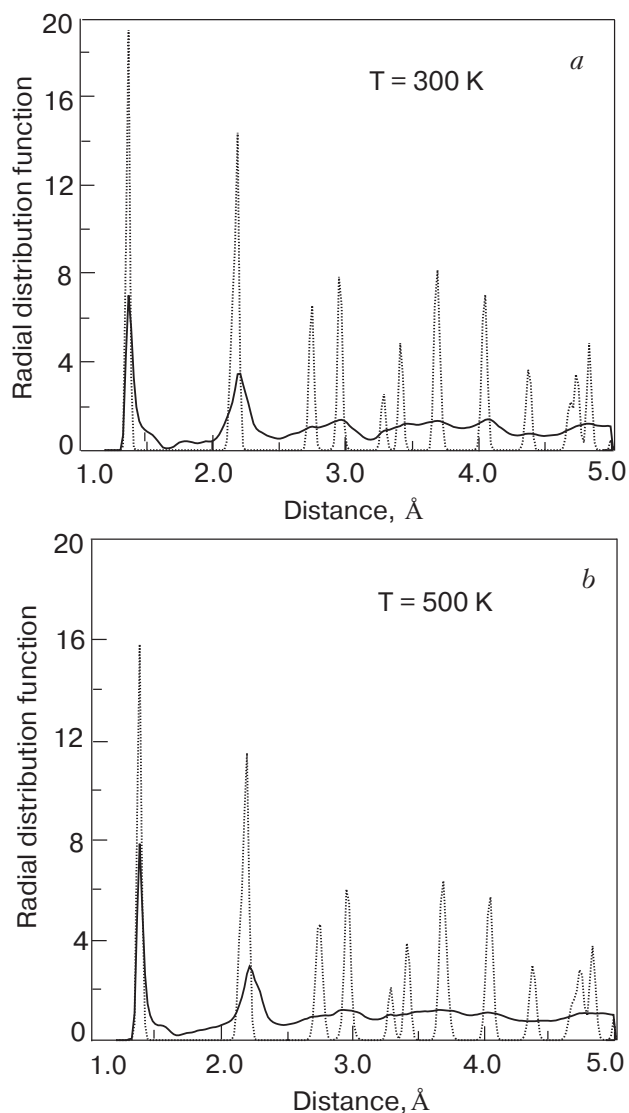 20
16
12
8
4
0
Radial distribution function
T = 300 K
a
1.0 2.0 3.0 4.0 5.0
Distance, Å
20
16
12
8
4
0
Radial distribution function
T = 500 K
b
1.0 2.0 3.0 4.0 5.0
Distance, Å